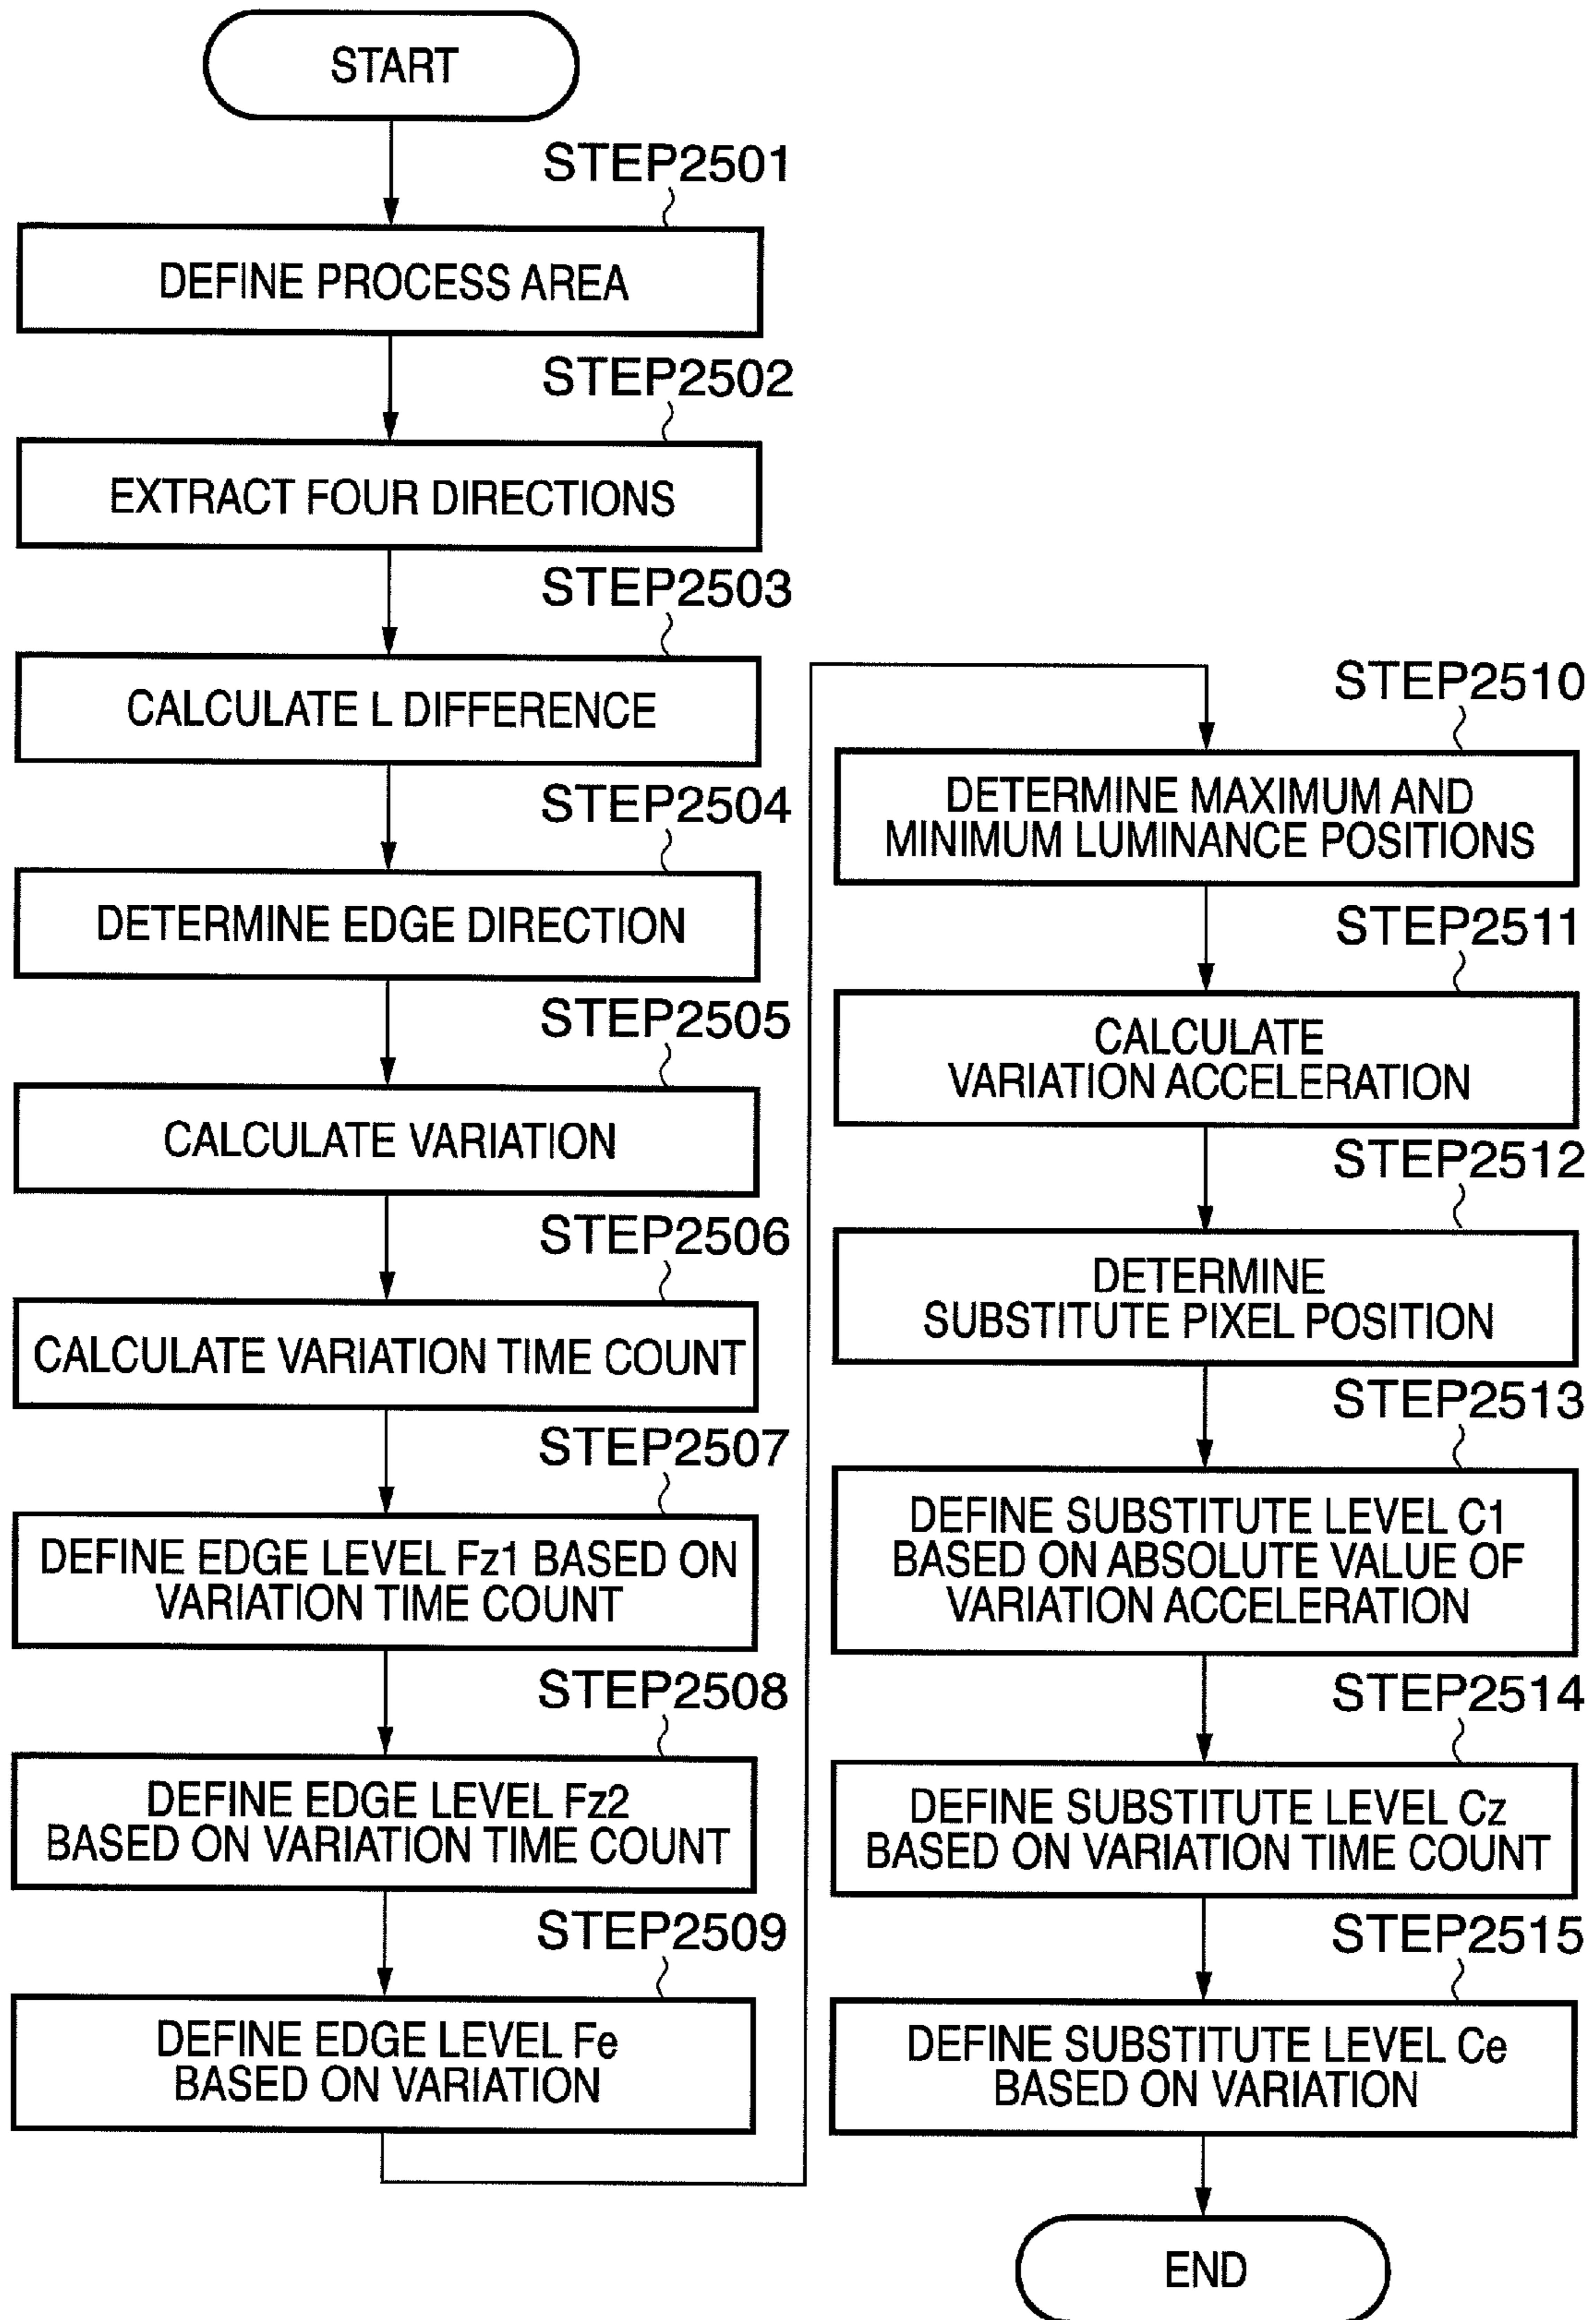 START
STEP2501
DEFINE PROCESS AREA
STEP2502
EXTRACT FOUR DIRECTIONS
STEP2503
CALCULATE L DIFFERENCE
STEP2504
DETERMINE EDGE DIRECTION
STEP2505
CALCULATE VARIATION
STEP2506
CALCULATE VARIATION TIME COUNT
STEP2507
DEFINE EDGE LEVEL Fz1 BASED ON
VARIATION TIME COUNT
STEP2508
DEFINE EDGE LEVEL Fz2
BASED ON VARIATION TIME COUNT
STEP2509
DEFINE EDGE LEVEL Fe
BASED ON VARIATION
STEP2510
DETERMINE MAXIMUM AND
MINIMUM LUMINANCE POSITIONS
STEP2511
CALCULATE
VARIATION ACCELERATION
STEP2512
DETERMINE
SUBSTITUTE PIXEL POSITION
STEP2513
DEFINE SUBSTITUTE LEVEL C1
BASED ON ABSOLUTE VALUE OF
VARIATION ACCELERATION
STEP2514
DEFINE SUBSTITUTE LEVEL Cz
BASED ON VARIATION TIME COUNT
STEP2515
DEFINE SUBSTITUTE LEVEL Ce
BASED ON VARIATION
END